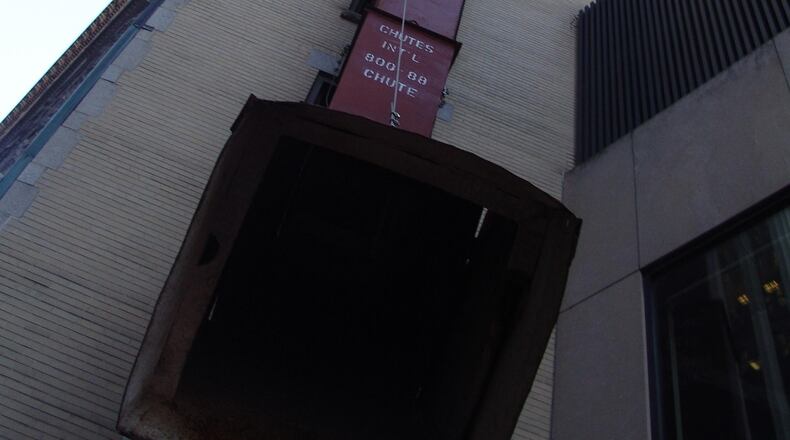 CHUTES
INT'L
800-88
CHUTE